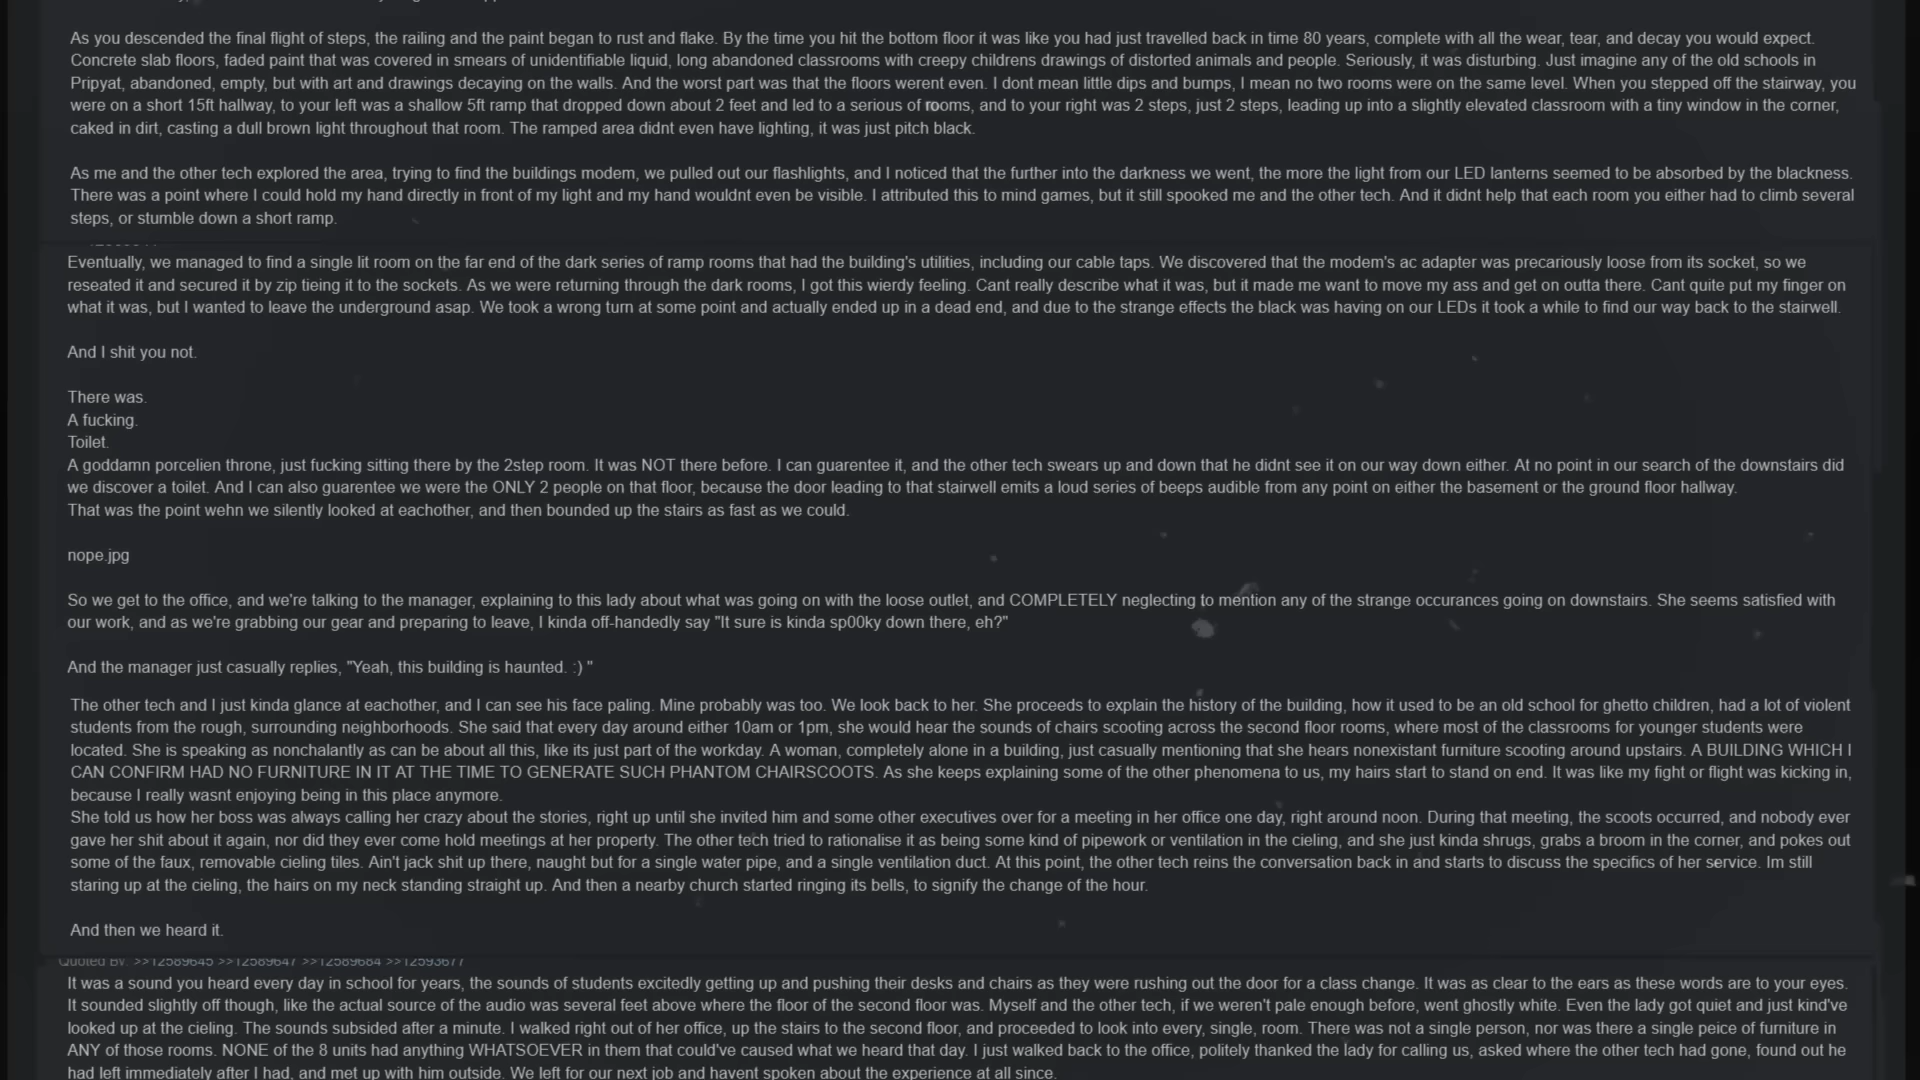 As you descended the final flight of steps, the railing and the paint began to rust and flake. By the time you hit the bottom floor it was like you had just travelled back in time 80 years, complete with all the wear, tear, and decay you would expect.
Concrete slab floors, faded paint that was covered in smears of unidentifiable liquid, long abandoned classrooms with creepy childrens drawings of distorted animals and people. Seriously, it was disturbing. Just imagine any of the old schools in
Pripyat, abandoned, empty, but with art and drawings decaying on the walls. And the worst part was that the floors werent even. I dont mean little dips and bumps, I mean no two rooms were on the same level. When you stepped off the stairway, you
were on a short 15ft hallway, to your left was a shallow 5ft ramp that dropped down about 2 feet and led to a serious of rooms, and to your right was 2 steps, just 2 steps, leading up into a slightly elevated classroom with a tiny window in the corner,
caked in dirt, casting a dull brown light throughout that room. The ramped area didnt even have lighting, it was just pitch black.
As me and the other tech explored the area, trying to find the buildings modem, we pulled out our flashlights, and I noticed that the further into the darkness we went, the more the light from our LED lanterns seemed to be absorbed by the blackness.
There was a point where I could hold my hand directly in front of my light and my hand wouldnt even be visible. I attributed this to mind games, but it still spooked me and the other tech. And it didnt help that each room you either had to climb several
steps, or stumble down a short ramp.
Eventually, we managed to find a single lit room on the far end of the dark series of ramp rooms that had the building's utilities, including our cable taps. We discovered that the modem's ac adapter was precariously loose from its socket, so we
reseated it and secured it by zip tieing it to the sockets. As we were returning through the dark rooms, I got this wierdy feeling. Cant really describe what it was, but it made me want to move my ass and get on outta there. Cant quite put my finger on
what it was, but I wanted to leave the underground asap. We took a wrong turn at some point and actually ended up in a dead end, and due to the strange effects the black was having on our LEDs it took a while to find our way back to the stairwell.
And I shit you not.
There was.
A fucking.
Toilet.
A goddamn porcelien throne, just fucking sitting there by the 2step room. It was NOT there before. I can guarentee it, and the other tech swears up and down that he didnt see it on our way down either. At no point in our search of the downstairs did
we discover a toilet. And I can also guarentee we were the ONLY 2 people on that floor, because the door leading to that stairwell emits a loud series of beeps audible from any point on either the basement or the ground floor hallway.
That was the point wehn we silently looked at eachother, and then bounded up the stairs as fast as we could.
nope.jpg
So we get to the office, and we're talking to the manager, explaining to this lady about what was going on with the loose outlet, and COMPLETELY neglecting to mention any of the strange occurances going on downstairs. She seems satisfied with
our work, and as we're grabbing our gear and preparing to leave, I kinda off-handedly say "It sure is kinda sp00ky down there, eh?"
And the manager just casually replies, "Yeah, this building is haunted. :) "
The other tech and I just kinda glance at eachother, and I can see his face paling. Mine probably was too. We look back to her. She proceeds to explain the history of the building, how it used to be an old school for ghetto children, had a lot of violent
students from the rough, surrounding neighborhoods. She said that every day around either 10am or 1pm, she would hear the sounds of chairs scooting across the second floor rooms, where most of the classrooms for younger students were
located. She is speaking as nonchalantly as can be about all this, like its just part of the workday. A woman, completely alone in a building, just casually mentioning that she hears nonexistant furniture scooting around upstairs. A BUILDING WHICH I
CAN CONFIRM HAD NO FURNITURE IN IT AT THE TIME TO GENERATE SUCH PHANTOM CHAIRSCOOTS. As she keeps explaining some of the other phenomena to us, my hairs start to stand on end. It was like my fight or flight was kicking in,
because I really wasnt enjoying being in this place anymore.
She told us how her boss was always calling her crazy about the stories, right up until she invited him and some other executives over for a meeting in her office one day, right around noon. During that meeting, the scoots occurred, and nobody ever
gave her shit about it again, nor did they ever come hold meetings at her property. The other tech tried to rationalise it as being some kind of pipework or ventilation in the cieling, and she just kinda shrugs, grabs a broom in the corner, and pokes out
some of the faux, removable cieling tiles. Ain't jack shit up there, naught but for a single water pipe, and a single ventilation duct. At this point, the other tech reins the conversation back in and starts to discuss the specifics of her service. Im still
staring up at the cieling, the hairs on my neck standing straight up. And then a nearby church started ringing its bells, to signify the change of the hour.
And then we heard it.
Quoted By: >>12589645 >>12589647 >>12589684 >>12593677
It was a sound you heard every day in school for years, the sounds of students excitedly getting up and pushing their desks and chairs as they were rushing out the door for a class change. It was as clear to the ears as these words are to your eyes.
It sounded slightly off though, like the actual source of the audio was several feet above where the floor of the second floor was. Myself and the other tech, if we weren't pale enough before, went ghostly white. Even the lady got quiet and just kind've
looked up at the cieling. The sounds subsided after a minute. I walked right out of her office, up the stairs to the second floor, and proceeded to look into every, single, room. There was not a single person, nor was there a single peice of furniture in
ANY of those rooms. NONE of the 8 units had anything WHATSOEVER in them that could've caused what we heard that day. I just walked back to the office, politely thanked the lady for calling us, asked where the other tech had gone, found out he
had left immediately after I had, and met up with him outside. We left for our next job and havent spoken about the experience at all since.